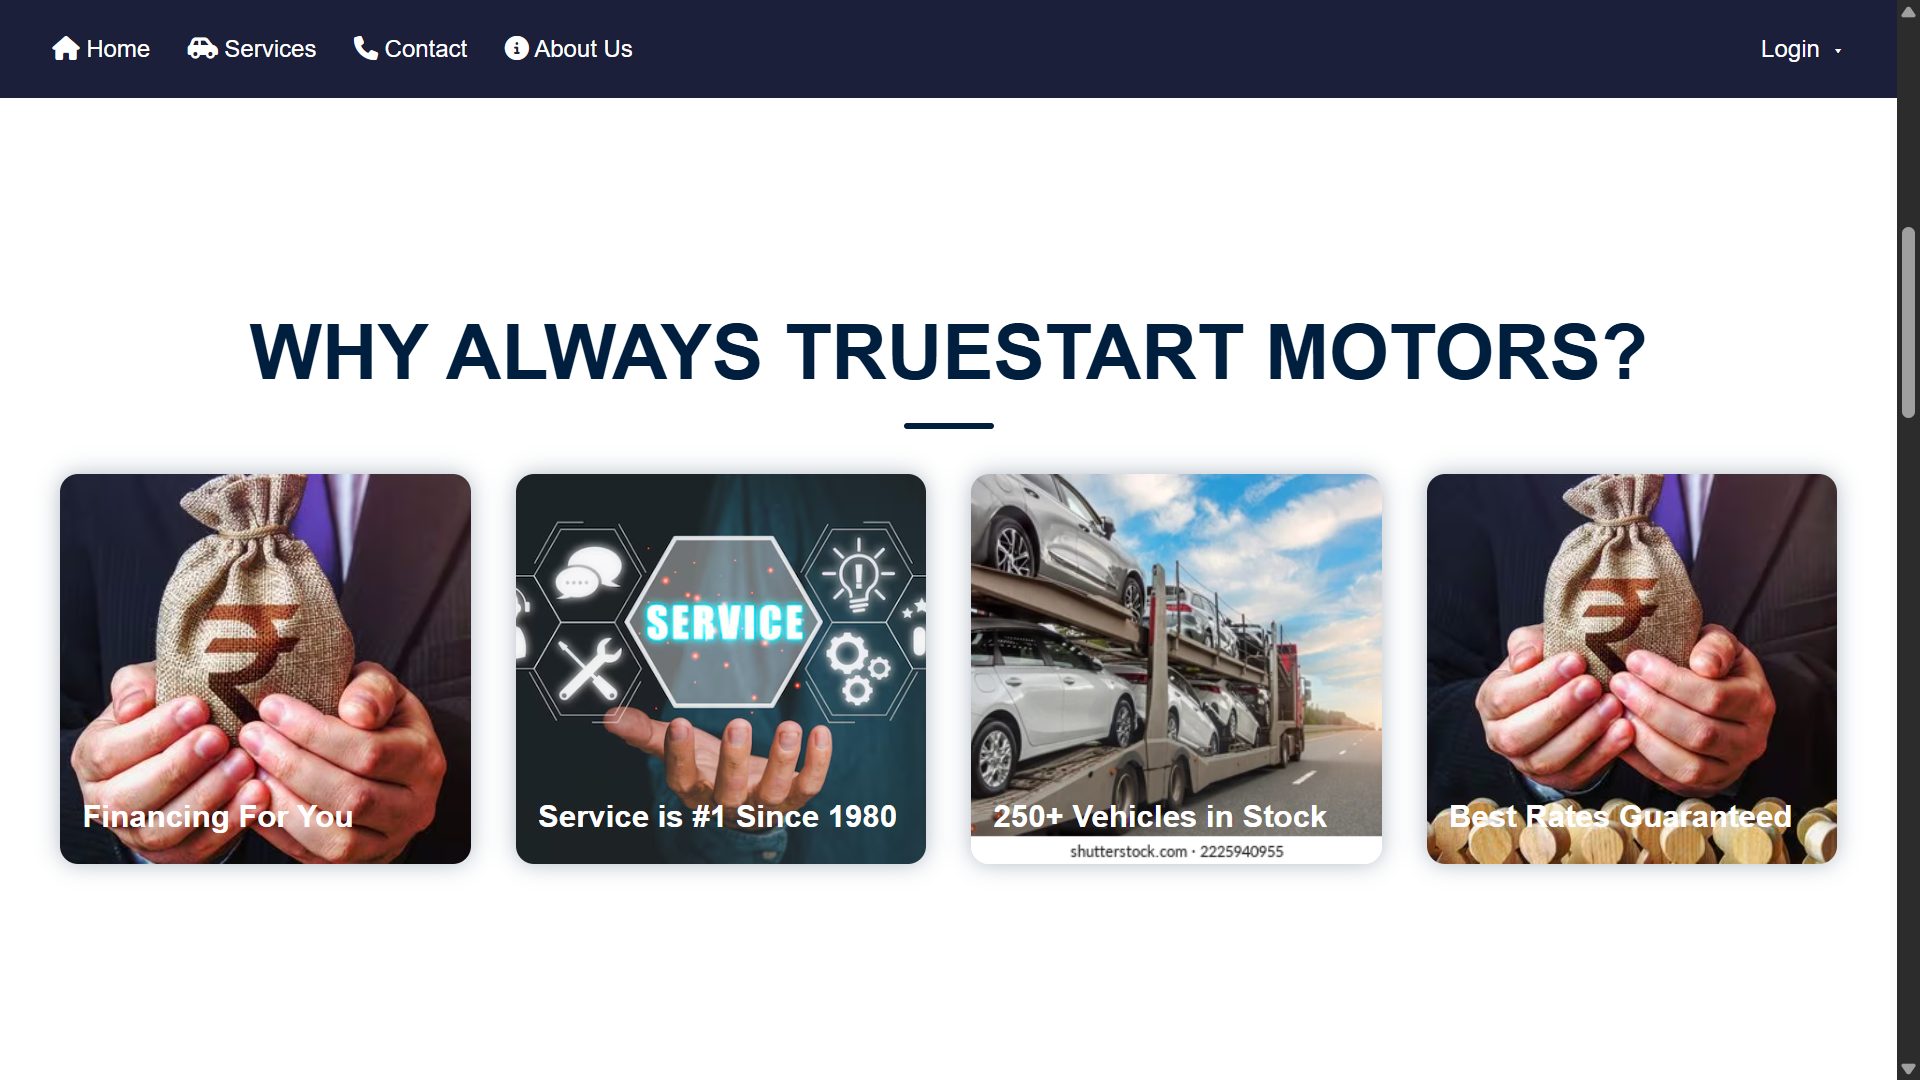 Home Services Contact About Us Login
WHY ALWAYS TRUESTART MOTORS?
₹
SERVICE
₹
Financing For You
Service is #1 Since 1980
250+ Vehicles in Stock
Best Rates Guaranteed
shutterstock.com · 2225940955